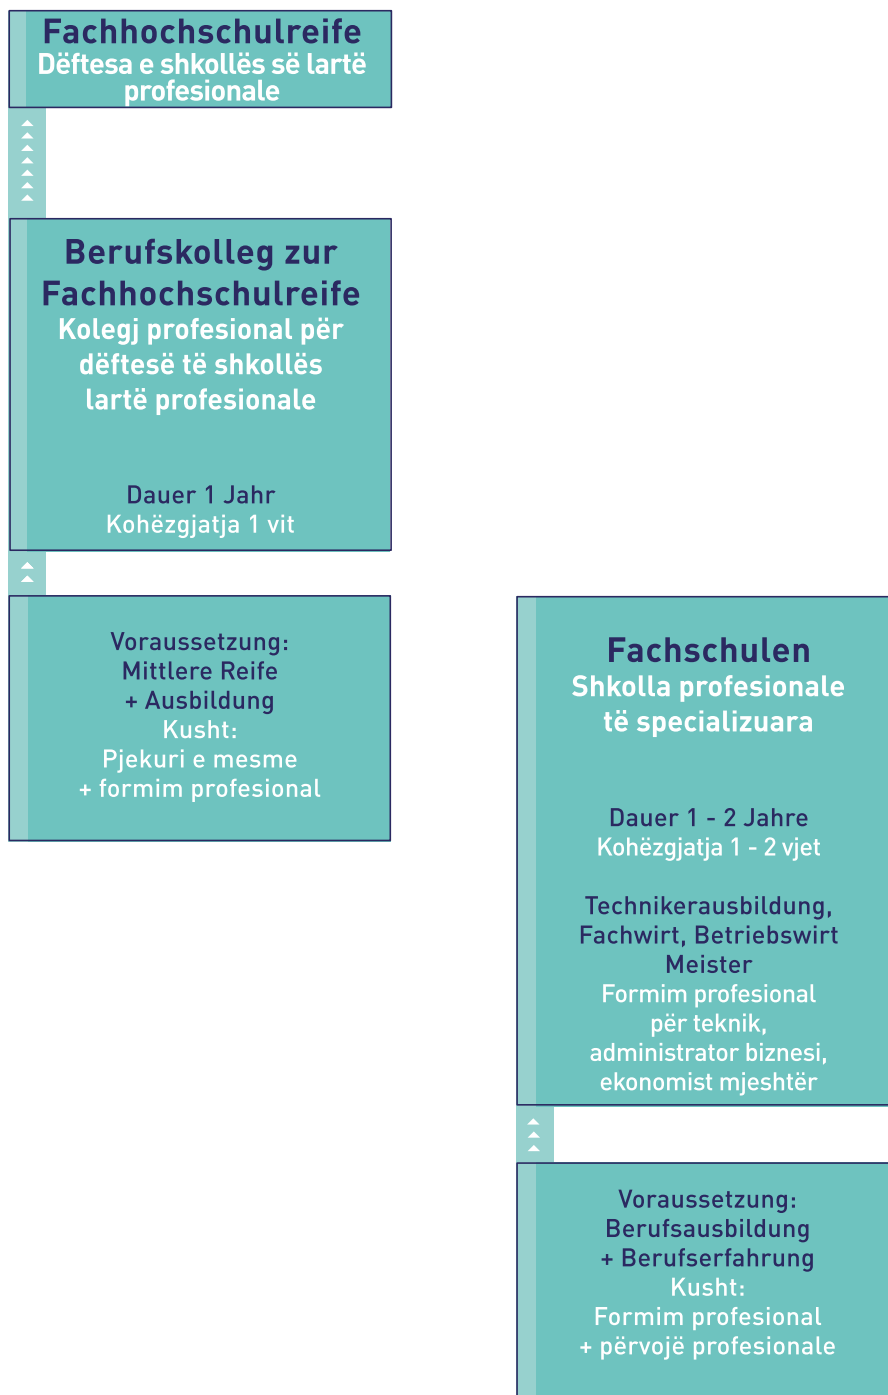 Fachhochschulreife
Dëftesa e shkollës së lartë
profesionale
Berufskolleg zur
Fachhochschulreife
Kolegj profesional për
dëftesë të shkollës
lartë profesionale
Dauer 1 Jahr
Kohëzgjatja 1 vit
Voraussetzung:
Mittlere Reife
+ Ausbildung
Kusht:
Pjekuri e mesme
+ formim profesional
Fachschulen
Shkolla profesionale
të specializuara
Dauer 1 - 2 Jahre
Kohëzgjatja 1 - 2 vjet
Technikerausbildung,
Fachwirt, Betriebswirt
Meister
Formim profesional
për teknik,
administrator biznesi,
ekonomist mjeshtër
Voraussetzung:
Berufsausbildung
+ Berufserfahrung
Kusht:
Formim profesional
+ përvojë profesionale